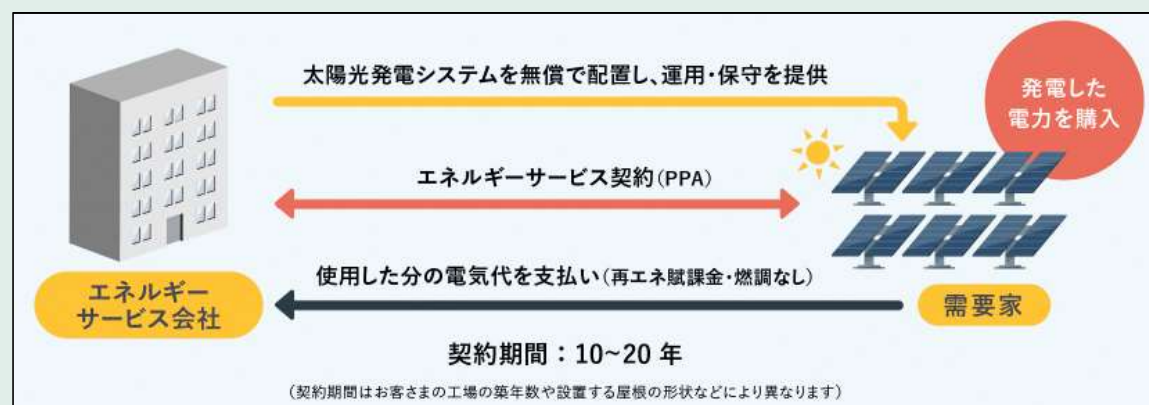 太陽光発電システムを無償で配置し、運用・保守を提供
発電した
電力を購入
エネルギーサービス契約(PPA)
使用した分の電気代を支払い(再エネ賦課金・燃調なし)
エネルギー
サービス会社
需要家
契約期間：10~20 年
(契約期間はお客さまの工場の築年数や設置する屋根の形状などにより異なります)